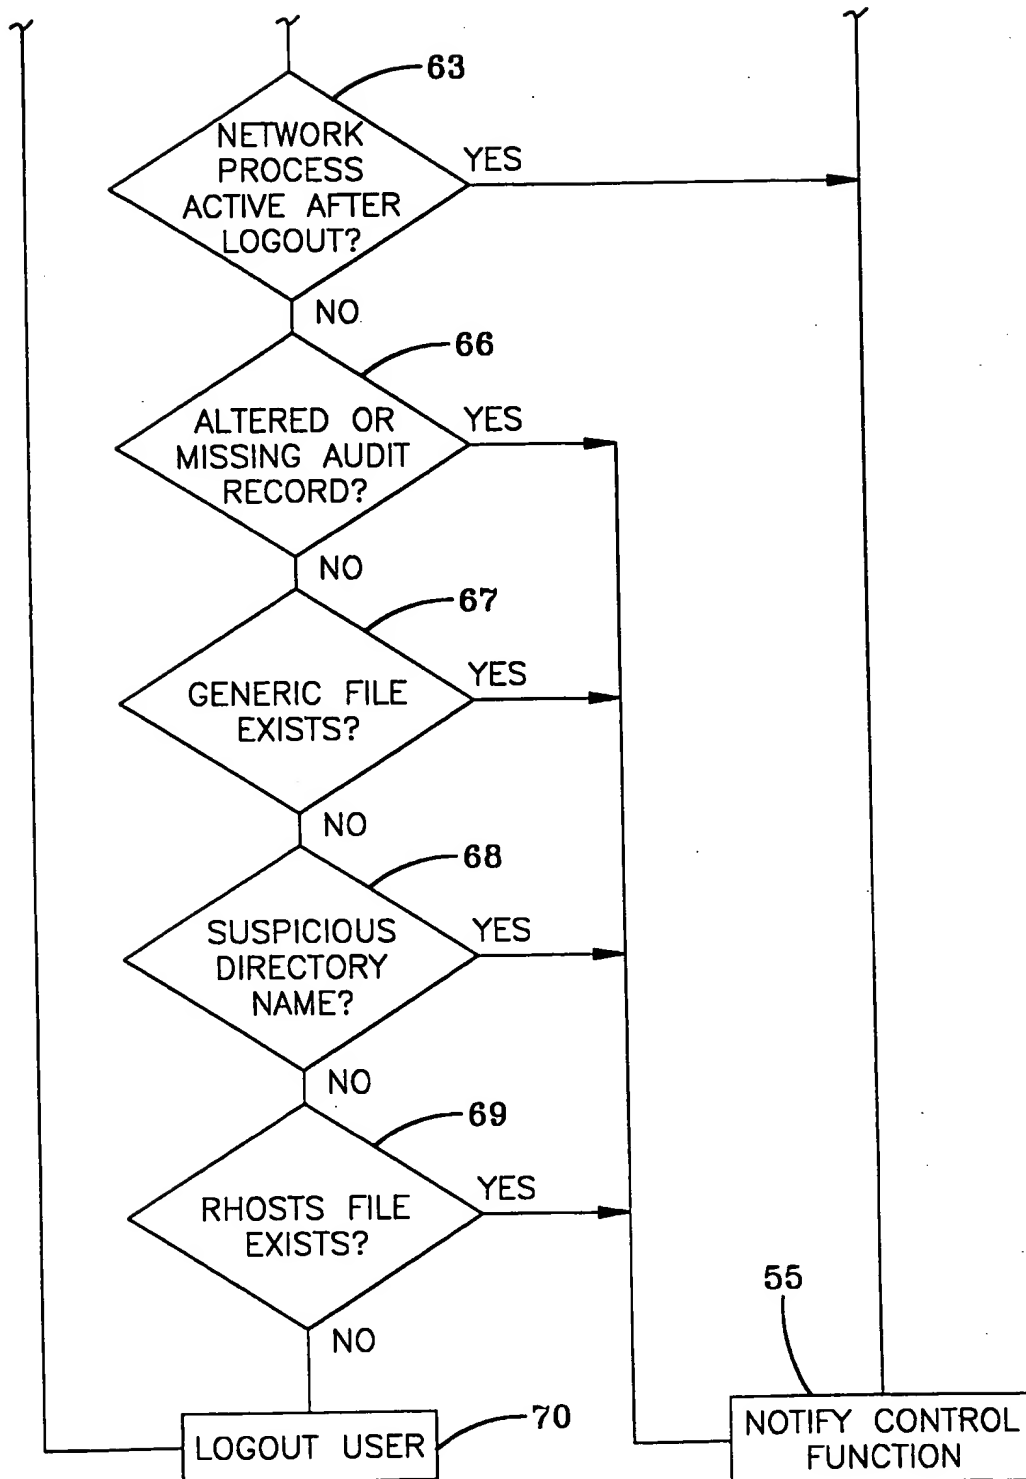 63
NETWORK
PROCESS
ACTIVE AFTER
LOGOUT?
YES
NO
66
ALTERED OR
MISSING AUDIT
RECORD?
YES
NO
67
GENERIC FILE
EXISTS?
YES
NO
68
SUSPICIOUS
DIRECTORY
NAME?
YES
NO
69
RHOSTS FILE
EXISTS?
YES
NO
55
LOGOUT USER
70
NOTIFY CONTROL
FUNCTION